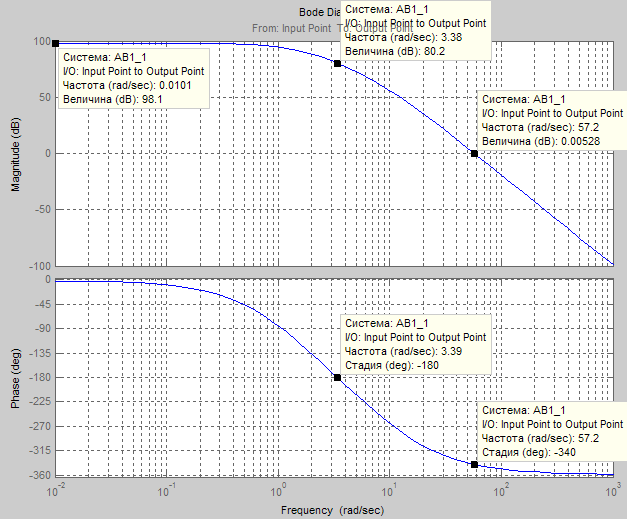 Bode Dia
From: Input Point To: Output Point
Система: AB1_1
I/O: Input Point to Output Point
Частота (rad/sec): 3.38
Величина (dB): 80.2
Система: AB1_1
I/O: Input Point to Output Point
Частота (rad/sec): 0.0101
Величина (dB): 98.1
Система: AB1_1
I/O: Input Point to Output Point
Частота (rad/sec): 57.2
Величина (dB): 0.00528
100
50
0
-50
-100
Magnitude (dB)
Система: AB1_1
I/O: Input Point to Output Point
Частота (rad/sec): 3.39
Стадия (deg): -180
Система: AB1_1
I/O: Input Point to Output Point
Частота (rad/sec): 57.2
Стадия (deg): -340
0
-45
-90
-135
-180
-225
-270
-315
-360
Phase (deg)
10^-2
10^-1
10^0
10^1
10^2
10^3
Frequency (rad/sec)